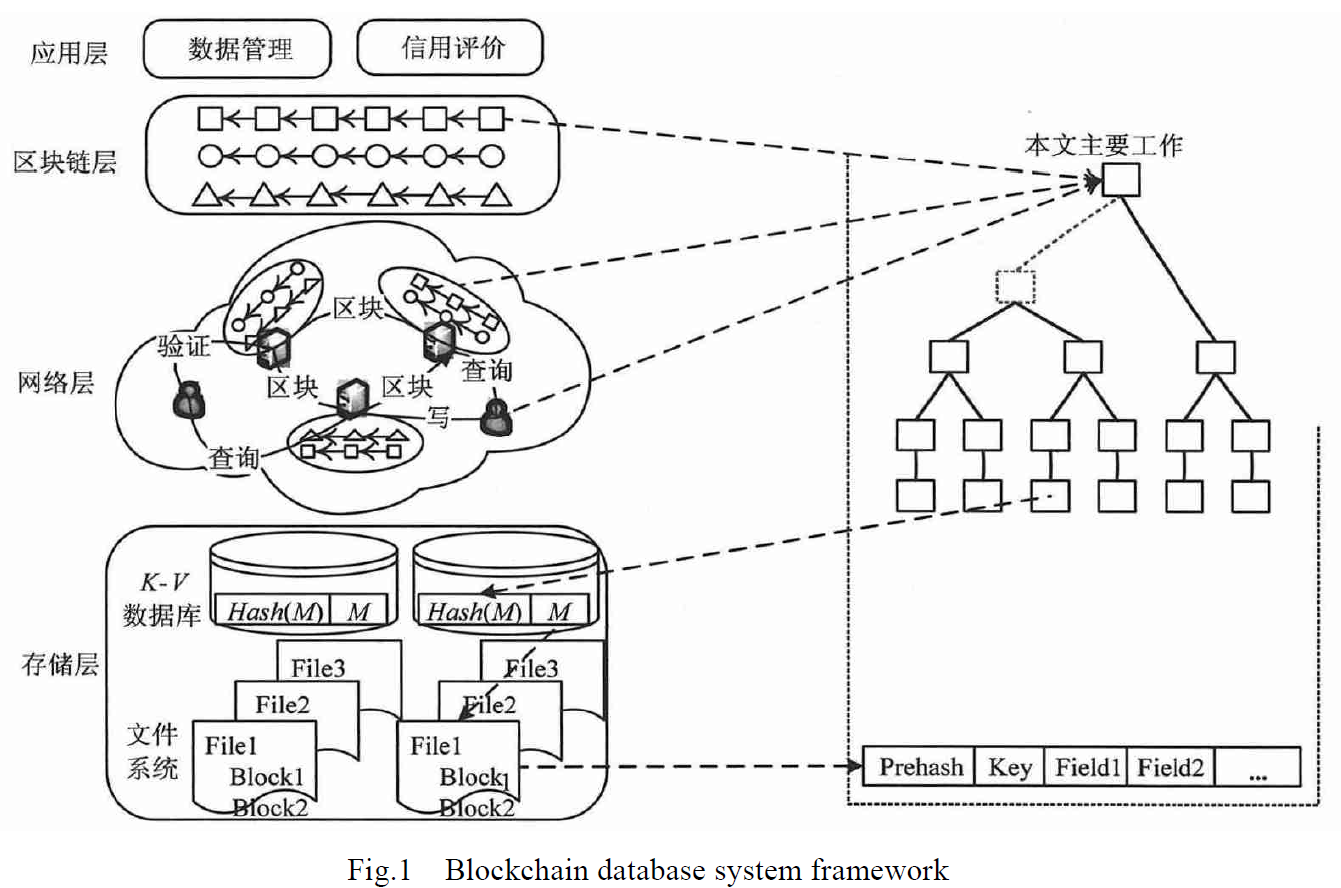 应用层
数据管理
信用评价
区块链层
本文主要工作
区块
验证
查询
网络层
区块
区块
写
查询
K-V
数据库
Hash(M)
M
Hash(M)
M
存储层
File3
File3
File2
File2
文件
系统
File1
Block1
Block2
File1
Block1
Block2
Prehash
Key
Field1
Field2
...
Fig.1 Blockchain database system framework